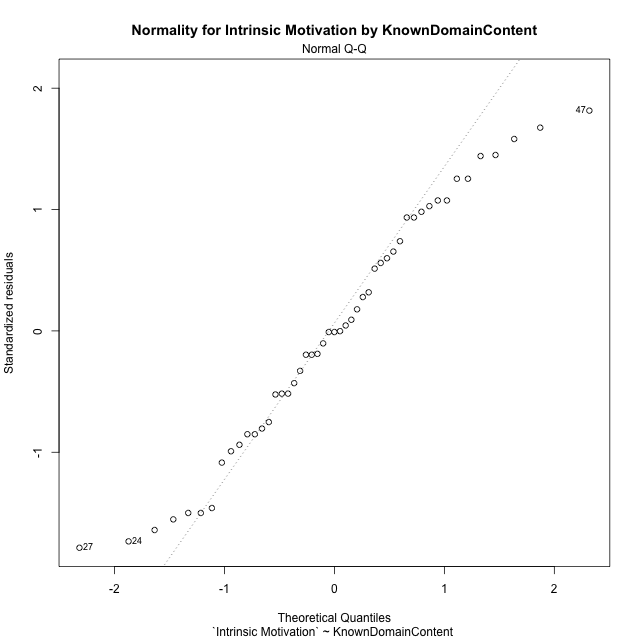 Normality for Intrinsic Motivation by KnownDomainContent
Normal Q-Q
2
1
0
-1
Standardized residuals
47
27
24
-2
-1
0
1
2
Theoretical Quantiles
`Intrinsic Motivation` ~ KnownDomainContent